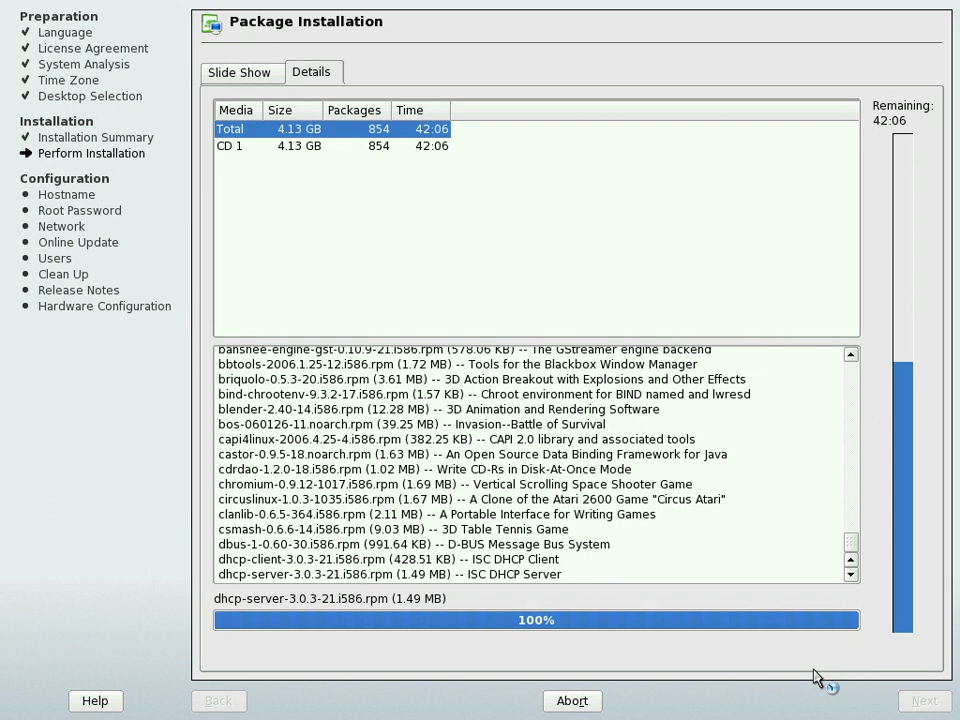 Preparation
Language
License Agreement
System Analysis
Time Zone
Desktop Selection
Installation
Installation Summary
Perform Installation
Configuration
Hostname
Root Password
Network
Online Update
Users
Clean Up
Release Notes
Hardware Configuration
Package Installation
Slide Show Details
Media Size Packages Time
Total 4.13 GB 854 42:06
CD 1 4.13 GB 854 42:06
Remaining:
42:06
banshee-engine-gst-0.10.9-21.i586.rpm (578.06 KB) -- The GStreamer engine backend
bbtools-2006.1.25-12.i586.rpm (1.72 MB) -- Tools for the Blackbox Window Manager
briquolo-0.5.3-20.i586.rpm (3.61 MB) -- 3D Action Breakout with Explosions and Other Effects
bind-chrootenv-9.3.2-17.i586.rpm (1.57 KB) -- Chroot environment for BIND named and lwresd
blender-2.40-14.i586.rpm (12.28 MB) -- 3D Animation and Rendering Software
bos-060126-11.noarch.rpm (39.25 MB) -- Invasion--Battle of Survival
capi4linux-2006.4.25-4.i586.rpm (382.25 KB) -- CAPI 2.0 library and associated tools
castor-0.9.5-18.noarch.rpm (1.63 MB) -- An Open Source Data Binding Framework for Java
cdrdao-1.2.0-18.i586.rpm (1.02 MB) -- Write CD-Rs in Disk-At-Once Mode
chromium-0.9.12-1017.i586.rpm (1.69 MB) -- Vertical Scrolling Space Shooter Game
circuslinux-1.0.3-1035.i586.rpm (1.67 MB) -- A Clone of the Atari 2600 Game "Circus Atari"
clanlib-0.6.5-364.i586.rpm (2.11 MB) -- A Portable Interface for Writing Games
csmash-0.6.6-14.i586.rpm (9.03 MB) -- 3D Table Tennis Game
dbus-1-0.60-30.i586.rpm (991.64 KB) -- D-BUS Message Bus System
dhcp-client-3.0.3-21.i586.rpm (428.51 KB) -- ISC DHCP Client
dhcp-server-3.0.3-21.i586.rpm (1.49 MB) -- ISC DHCP Server
dhcp-server-3.0.3-21.i586.rpm (1.49 MB)
100%
Help Back Abort Next